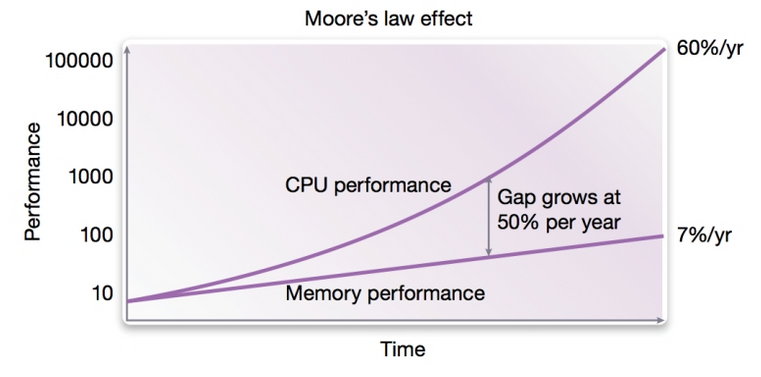 Moore's law effect
60%/yr
100000
10000
1000
100
10
Performance
CPU performance
Gap grows at
50% per year
7%/yr
Memory performance
Time